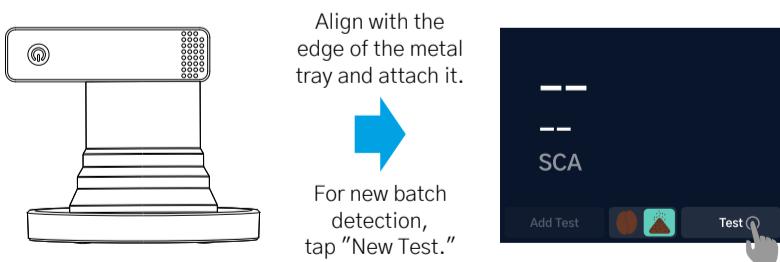 Align with the
edge of the metal
tray and attach it.
For new batch
detection,
tap "New Test."
--
--
SCA
Add Test
Test